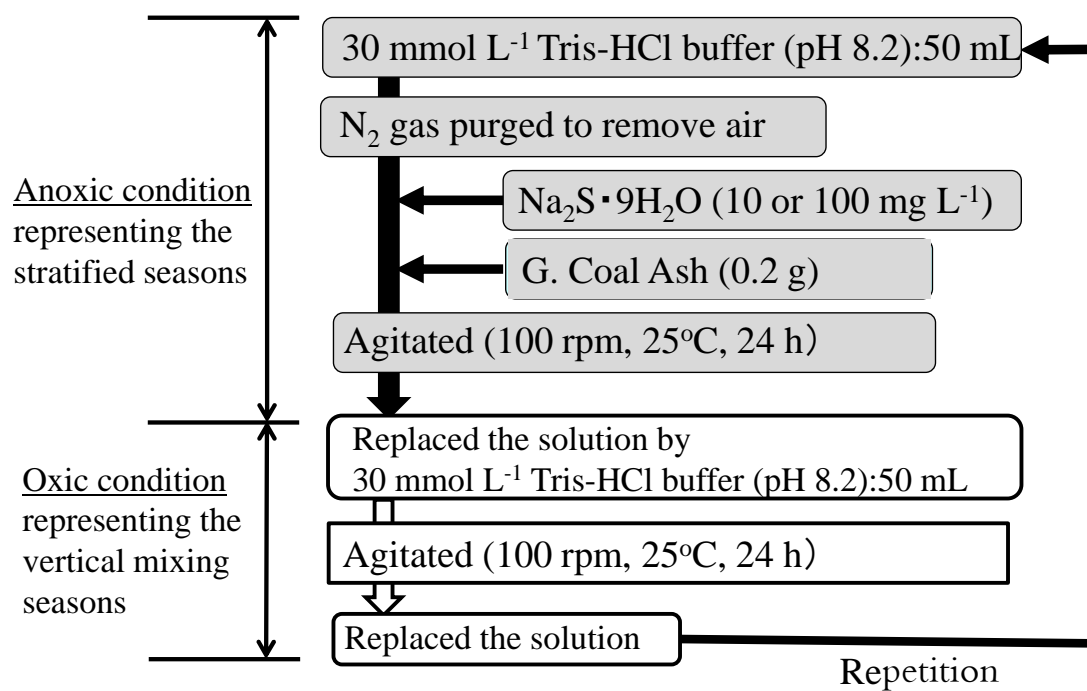 30 mmol L⁻¹ Tris-HCl buffer (pH 8.2):50 mL
N₂ gas purged to remove air
Anoxic condition
representing the
stratified seasons
Na₂S・9H₂O (10 or 100 mg L⁻¹)
G. Coal Ash (0.2 g)
Agitated (100 rpm, 25°C, 24 h）
Replaced the solution by
30 mmol L⁻¹ Tris-HCl buffer (pH 8.2):50 mL
Oxic condition
representing the
vertical mixing
seasons
Agitated (100 rpm, 25°C, 24 h）
Replaced the solution
Repetition